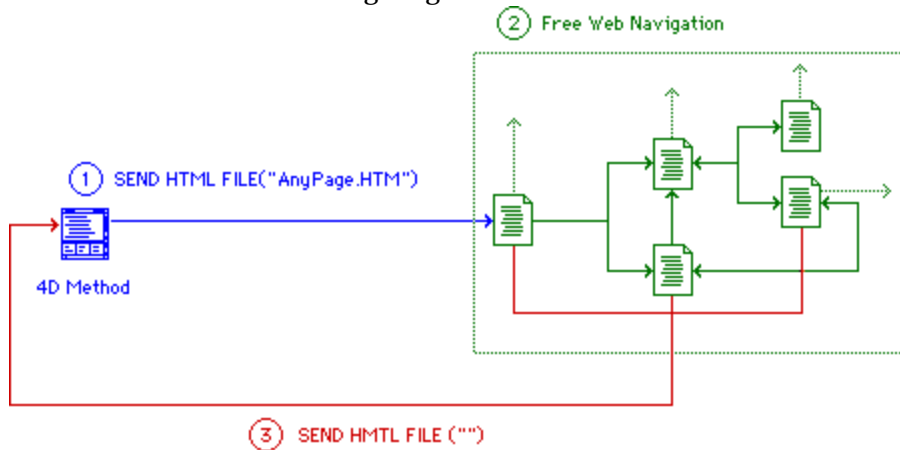 2 Free Web Navigation
1 SEND HTML FILE("AnyPage.HTM")
4D Method
3 SEND HMTL FILE ("")